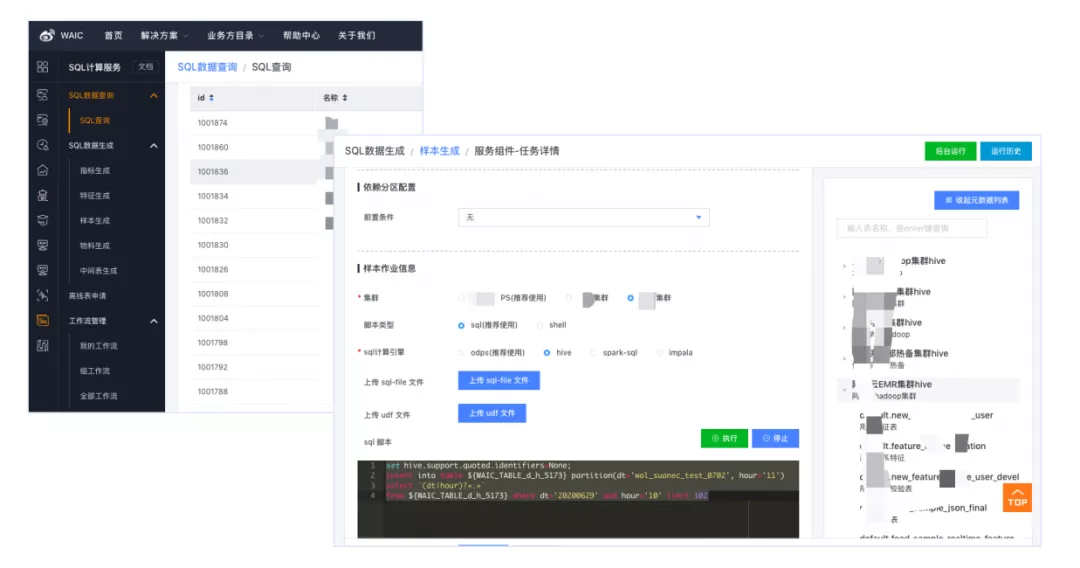 WAIC 首页 解决方案 业务方目录 帮助中心 关于我们
SQL计算服务 文档
SQL数据查询 / SQL查询
SQL数据查询
SQL查询
SQL数据生成
指标生成
特征生成
样本生成
物料生成
中间表生成
离线表申请
工作流管理
我的工作流
组工作流
全部工作流
id 名称
1001874
1001860
1001836
1001834
1001832
1001830
1001826
1001808
1001804
1001798
1001792
1001788
SQL数据生成 / 样本生成 / 服务组件-任务详情
后台运行 运行历史
依赖分区配置
前置条件 无
样本作业信息
* 集群 PS(推荐使用) 集群 集群
脚本类型 sql(推荐使用) shell
* sql计算引擎 odps(推荐使用) hive spark-sql impala
上传 sql-file 文件 上传 sql-file 文件
上传 udf 文件 上传 udf 文件
sql 脚本 执行 停止
1 set hive.support.quoted.identifiers=None;
2 insert into table ${WAIC_TABLE_d_h_5173} partition(dt='wol_suanec_test_0702', hour='11')
3 select `(dt|hour)?+.+`
4 from ${WAIC_TABLE_d_h_5173} where dt='20200629' and hour='10' limit 102
收起元数据列表
输入表名称，按enter键查询
op集群hive
集群hive
群
群hive
doop
热备集群hive
热备
云EMR集群hive
hadoop集群
lt.new_ _user
征表
lt.feature_
系特征
.new_feature e_user_devel
校验表
ple_json_final
表
TOP